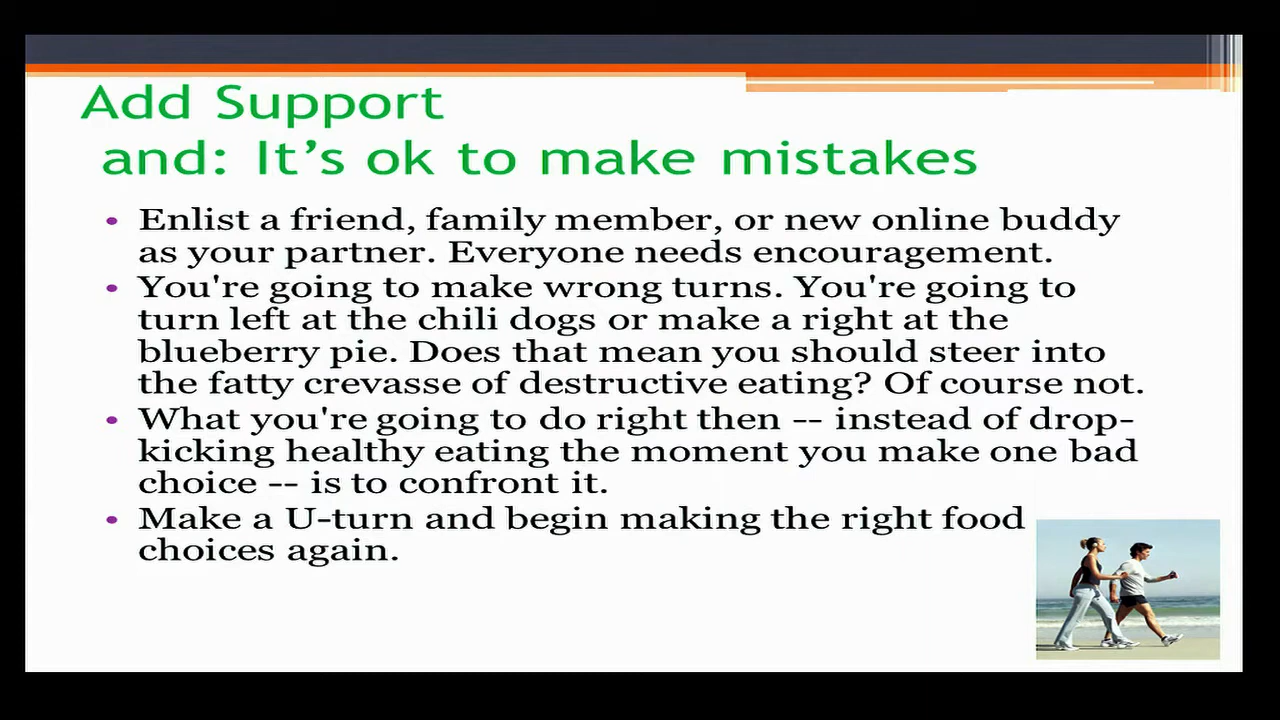 Add Support
and: It’s ok to make mistakes
• Enlist a friend, family member, or new online buddy
as your partner. Everyone needs encouragement.
• You're going to make wrong turns. You're going to
turn left at the chili dogs or make a right at the
blueberry pie. Does that mean you should steer into
the fatty crevasse of destructive eating? Of course not.
• What you're going to do right then -- instead of drop-
kicking healthy eating the moment you make one bad
choice -- is to confront it.
• Make a U-turn and begin making the right food
choices again.